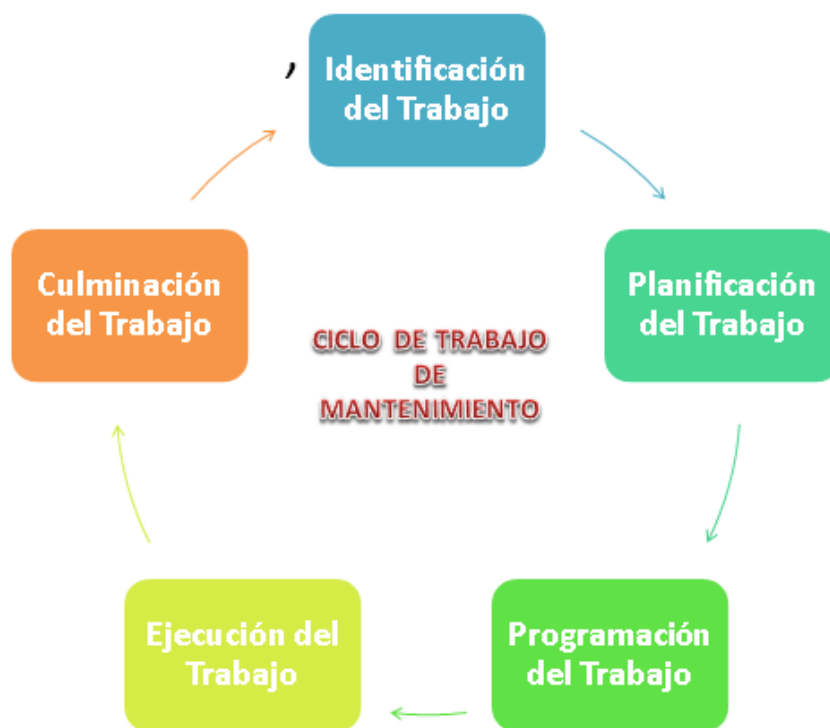 ,
Identificación
del Trabajo
Planificación
del Trabajo
Programación
del Trabajo
Ejecución del
Trabajo
Culminación
del Trabajo
CICLO DE TRABAJO
DE
MANTENIMIENTO